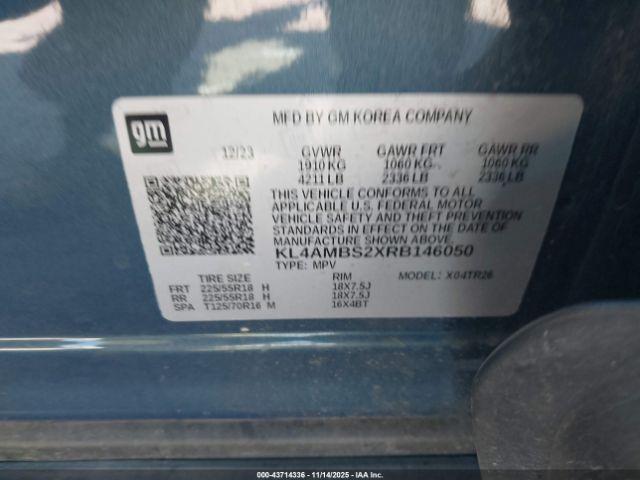 gm
MFD BY GM KOREA COMPANY
12/23 GVWR GAWR FRT GAWR RR
1910 KG 1060 KG 1060 KG
4211 LB 2336 LB 2336 LB
THIS VEHICLE CONFORMS TO ALL
APPLICABLE U.S. FEDERAL MOTOR
VEHICLE SAFETY AND THEFT PREVENTION
STANDARDS IN EFFECT ON THE DATE
OF MANUFACTURE SHOWN ABOVE.
KL4AMBS2XRB146050
TYPE: MPV MODEL: X04TR26
TIRE SIZE RIM
FRT 225/55R18 H 18X7.5J
RR 225/55R18 H 18X7.5J
SPA T125/70R16 M 16X4BT
000-43714336 - 11/14/2025 - IAA Inc.